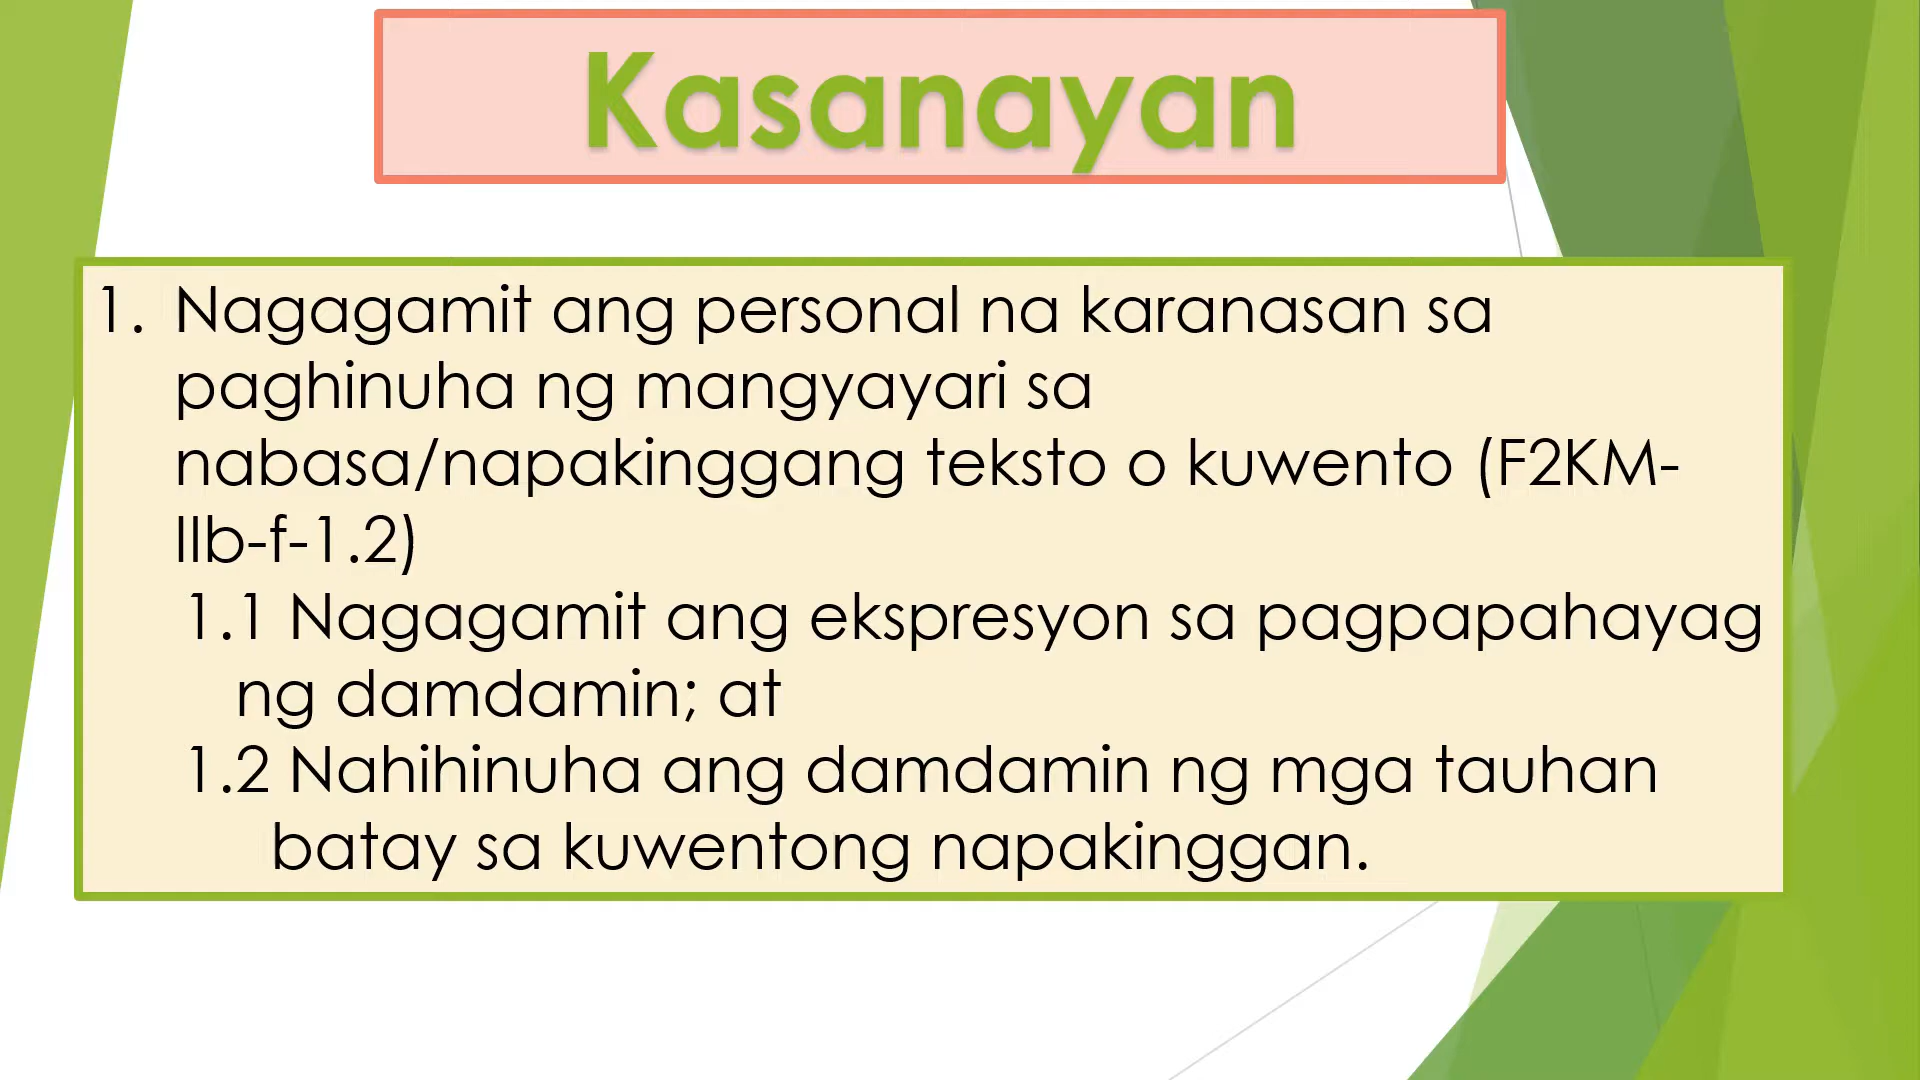 Kasanayan
1. Nagagamit ang personal na karanasan sa
paghinuha ng mangyayari sa
nabasa/napakinggang teksto o kuwento (F2KM-
IIb-f-1.2)
1.1 Nagagamit ang ekspresyon sa pagpapahayag
ng damdamin; at
1.2 Nahihinuha ang damdamin ng mga tauhan
batay sa kuwentong napakinggan.